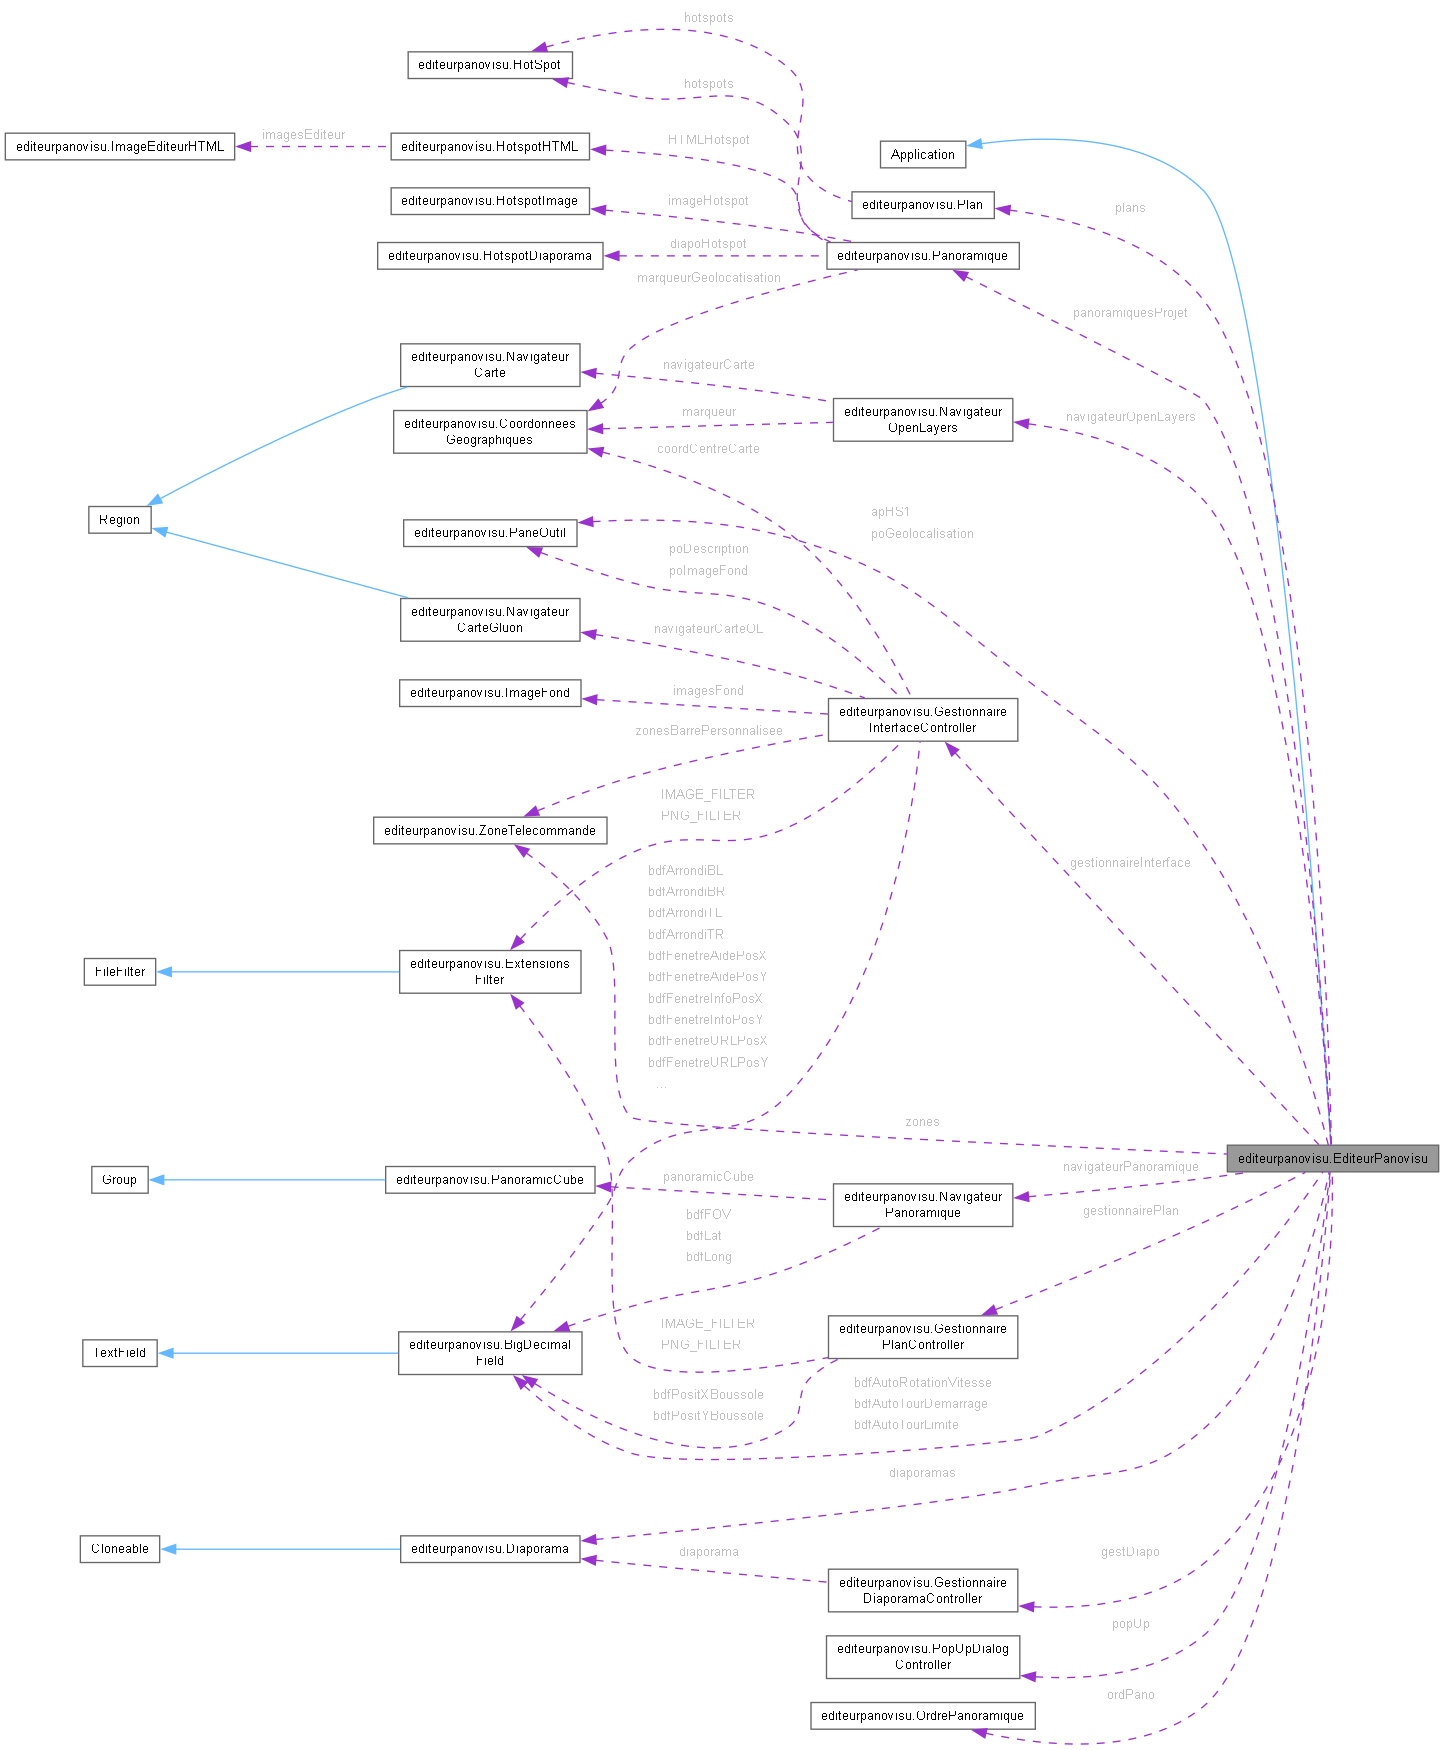 hotspots
editeurpanovisu.HotSpot
hotspots
imagesEditeur
HTMLHotspot
editeurpanovisu.ImageEditeurHTML
editeurpanovisu.HotspotHTML
Application
editeurpanovisu.HotspotImage
imageHotspot
editeurpanovisu.Plan
plans
diapoHotspot
editeurpanovisu.HotspotDiaporama
editeurpanovisu.Panoramique
marqueurGeolocatisation
panoramiquesProjet
editeurpanovisu.Navigateur
Carte
navigateurCarte
marqueur
editeurpanovisu.Navigateur
OpenLayers
navigateurOpenLayers
editeurpanovisu.Coordonnees
Geographiques
coordCentreCarte
Region
apHS1
poGeolocalisation
editeurpanovisu.PaneOutil
poDescription
poImageFond
editeurpanovisu.Navigateur
CarteGluon
navigateurCarteOL
editeurpanovisu.ImageFond
imagesFond
editeurpanovisu.Gestionnaire
InterfaceController
zonesBarrePersonnalisee
IMAGE_FILTER
PNG_FILTER
editeurpanovisu.ZoneTelecommande
gestionnaireInterface
bdfArrondiBL
bdfArrondiBR
bdfArrondiTL
bdfArrondiTR
bdfFenetreAidePosX
bdfFenetreAidePosY
bdfFenetreInfoPosX
bdfFenetreInfoPosY
bdfFenetreURLPosX
bdfFenetreURLPosY
...
FileFilter
editeurpanovisu.Extensions
Filter
zones
editeurpanovisu.EditeurPanovisu
Group
editeurpanovisu.PanoramicCube
panoramicCube
editeurpanovisu.Navigateur
Panoramique
navigateurPanoramique
bdfFOV
bdfLat
bdfLong
gestionnairePlan
IMAGE_FILTER
PNG_FILTER
editeurpanovisu.Gestionnaire
PlanController
TextField
editeurpanovisu.BigDecimal
Field
bdfPositXBoussole
bdfPositYBoussole
bdfAutoRotationVitesse
bdfAutoTourDemarrage
bdfAutoTourLimite
diaporamas
Cloneable
editeurpanovisu.Diaporama
diaporama
editeurpanovisu.Gestionnaire
DiaporamaController
gestDiapo
editeurpanovisu.PopUpDialog
Controller
popUp
editeurpanovisu.OrdrePanoramique
ordPano